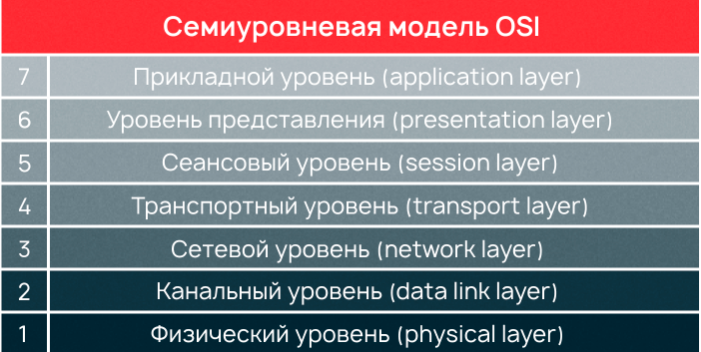 Семиуровневая модель OSI
7 Прикладной уровень (application layer)
6 Уровень представления (presentation layer)
5 Сеансовый уровень (session layer)
4 Транспортный уровень (transport layer)
3 Сетевой уровень (network layer)
2 Канальный уровень (data link layer)
1 Физический уровень (physical layer)